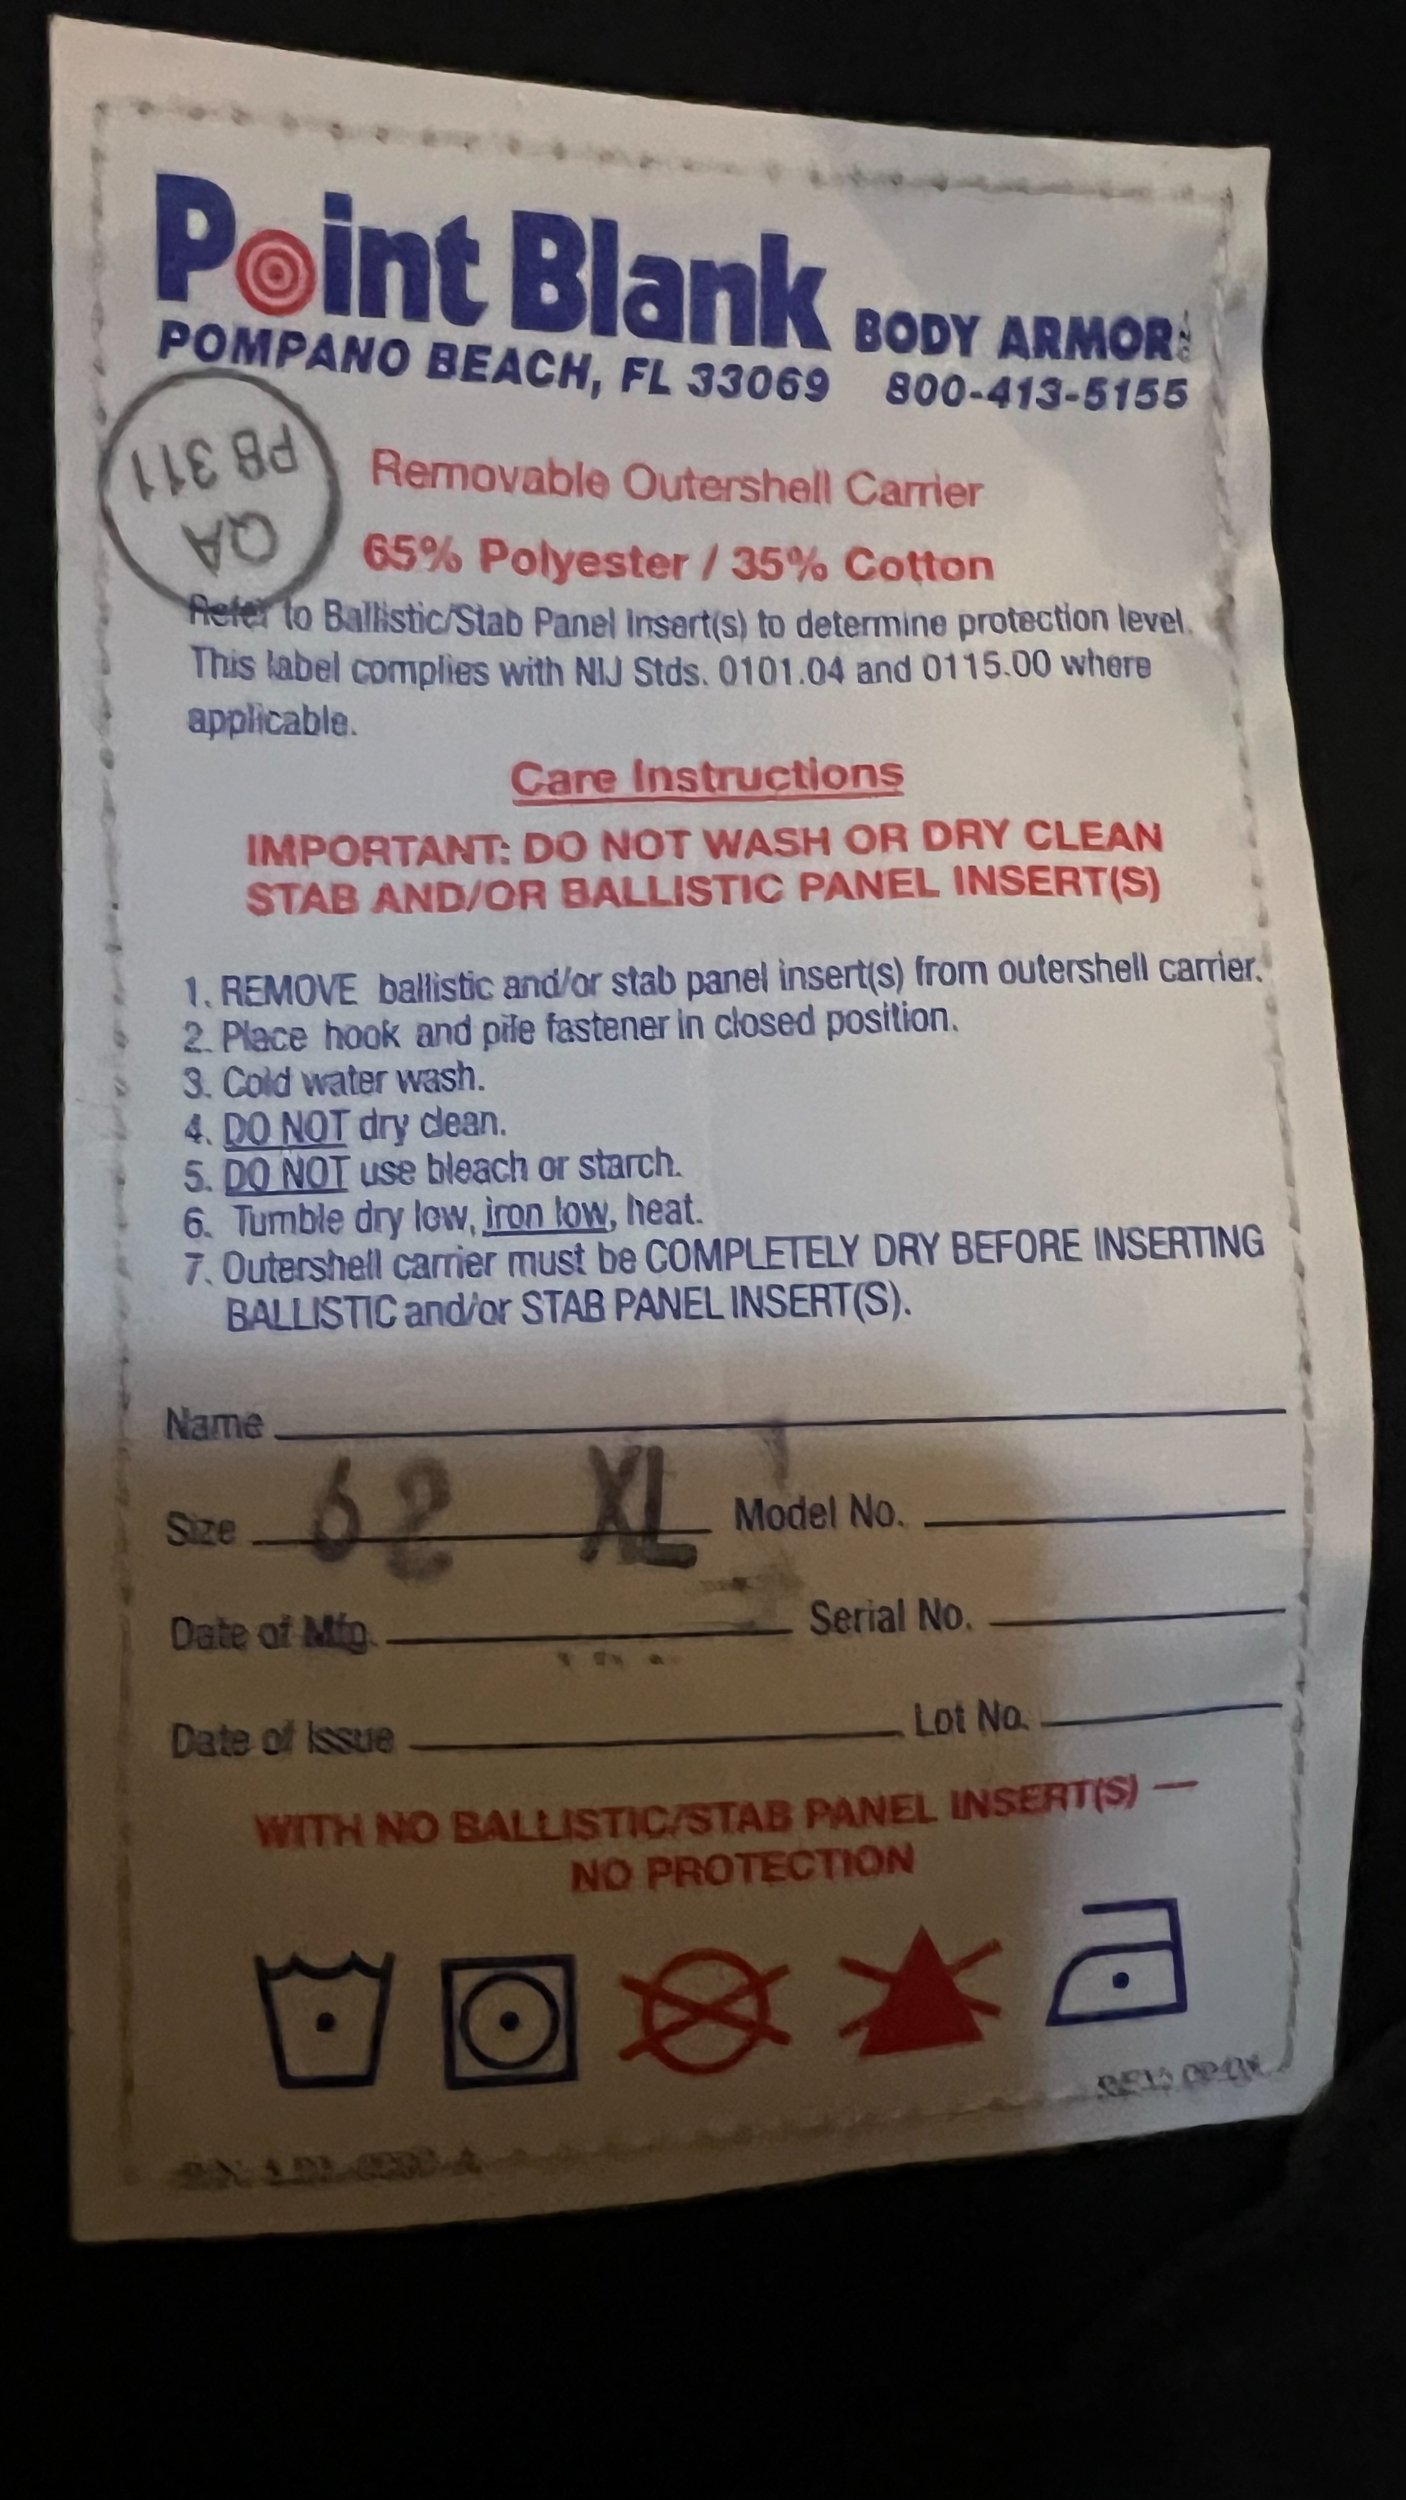 Point Blank BODY ARMOR INC.
POMPANO BEACH, FL 33069 800-413-5155
QA
PB 311
Removable Outershell Carrier
65% Polyester / 35% Cotton
Refer to Ballistic/Stab Panel Insert(s) to determine protection level.
This label complies with NIJ Stds. 0101.04 and 0115.00 where
applicable.
Care Instructions
IMPORTANT: DO NOT WASH OR DRY CLEAN
STAB AND/OR BALLISTIC PANEL INSERT(S)
1. REMOVE ballistic and/or stab panel insert(s) from outershell carrier.
2. Place hook and pile fastener in closed position.
3. Cold water wash.
4. DO NOT dry clean.
5. DO NOT use bleach or starch.
6. Tumble dry low, iron low, heat.
7. Outershell carrier must be COMPLETELY DRY BEFORE INSERTING
BALLISTIC and/or STAB PANEL INSERT(S).
Name
Size 62 XL Model No.
Date of Mfg. Serial No.
Date of Issue Lot No.
WITH NO BALLISTIC/STAB PANEL INSERT(S) —
NO PROTECTION